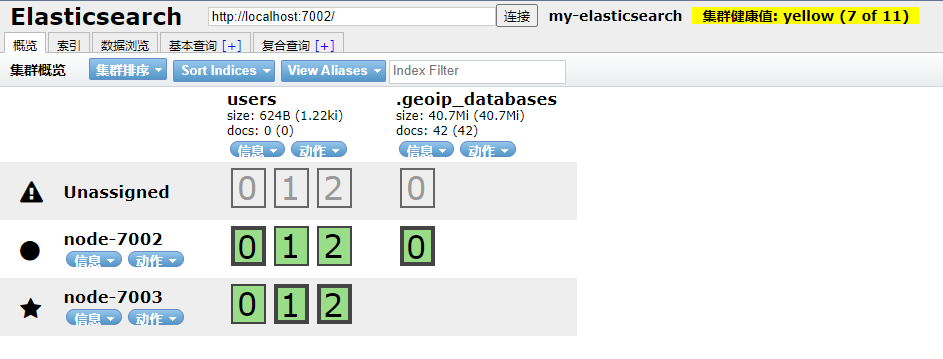 Elasticsearch http://localhost:7002/ 连接 my-elasticsearch 集群健康值: yellow (7 of 11)
概览 索引 数据浏览 基本查询 [+] 复合查询 [+]
集群概览 集群排序 Sort Indices View Aliases Index Filter
users .geoip_databases
size: 624B (1.22ki) size: 40.7Mi (40.7Mi)
docs: 0 (0) docs: 42 (42)
信息 动作 信息 动作
Unassigned 0 1 2 0
node-7002 0 1 2 0
信息 动作
node-7003 0 1 2
信息 动作